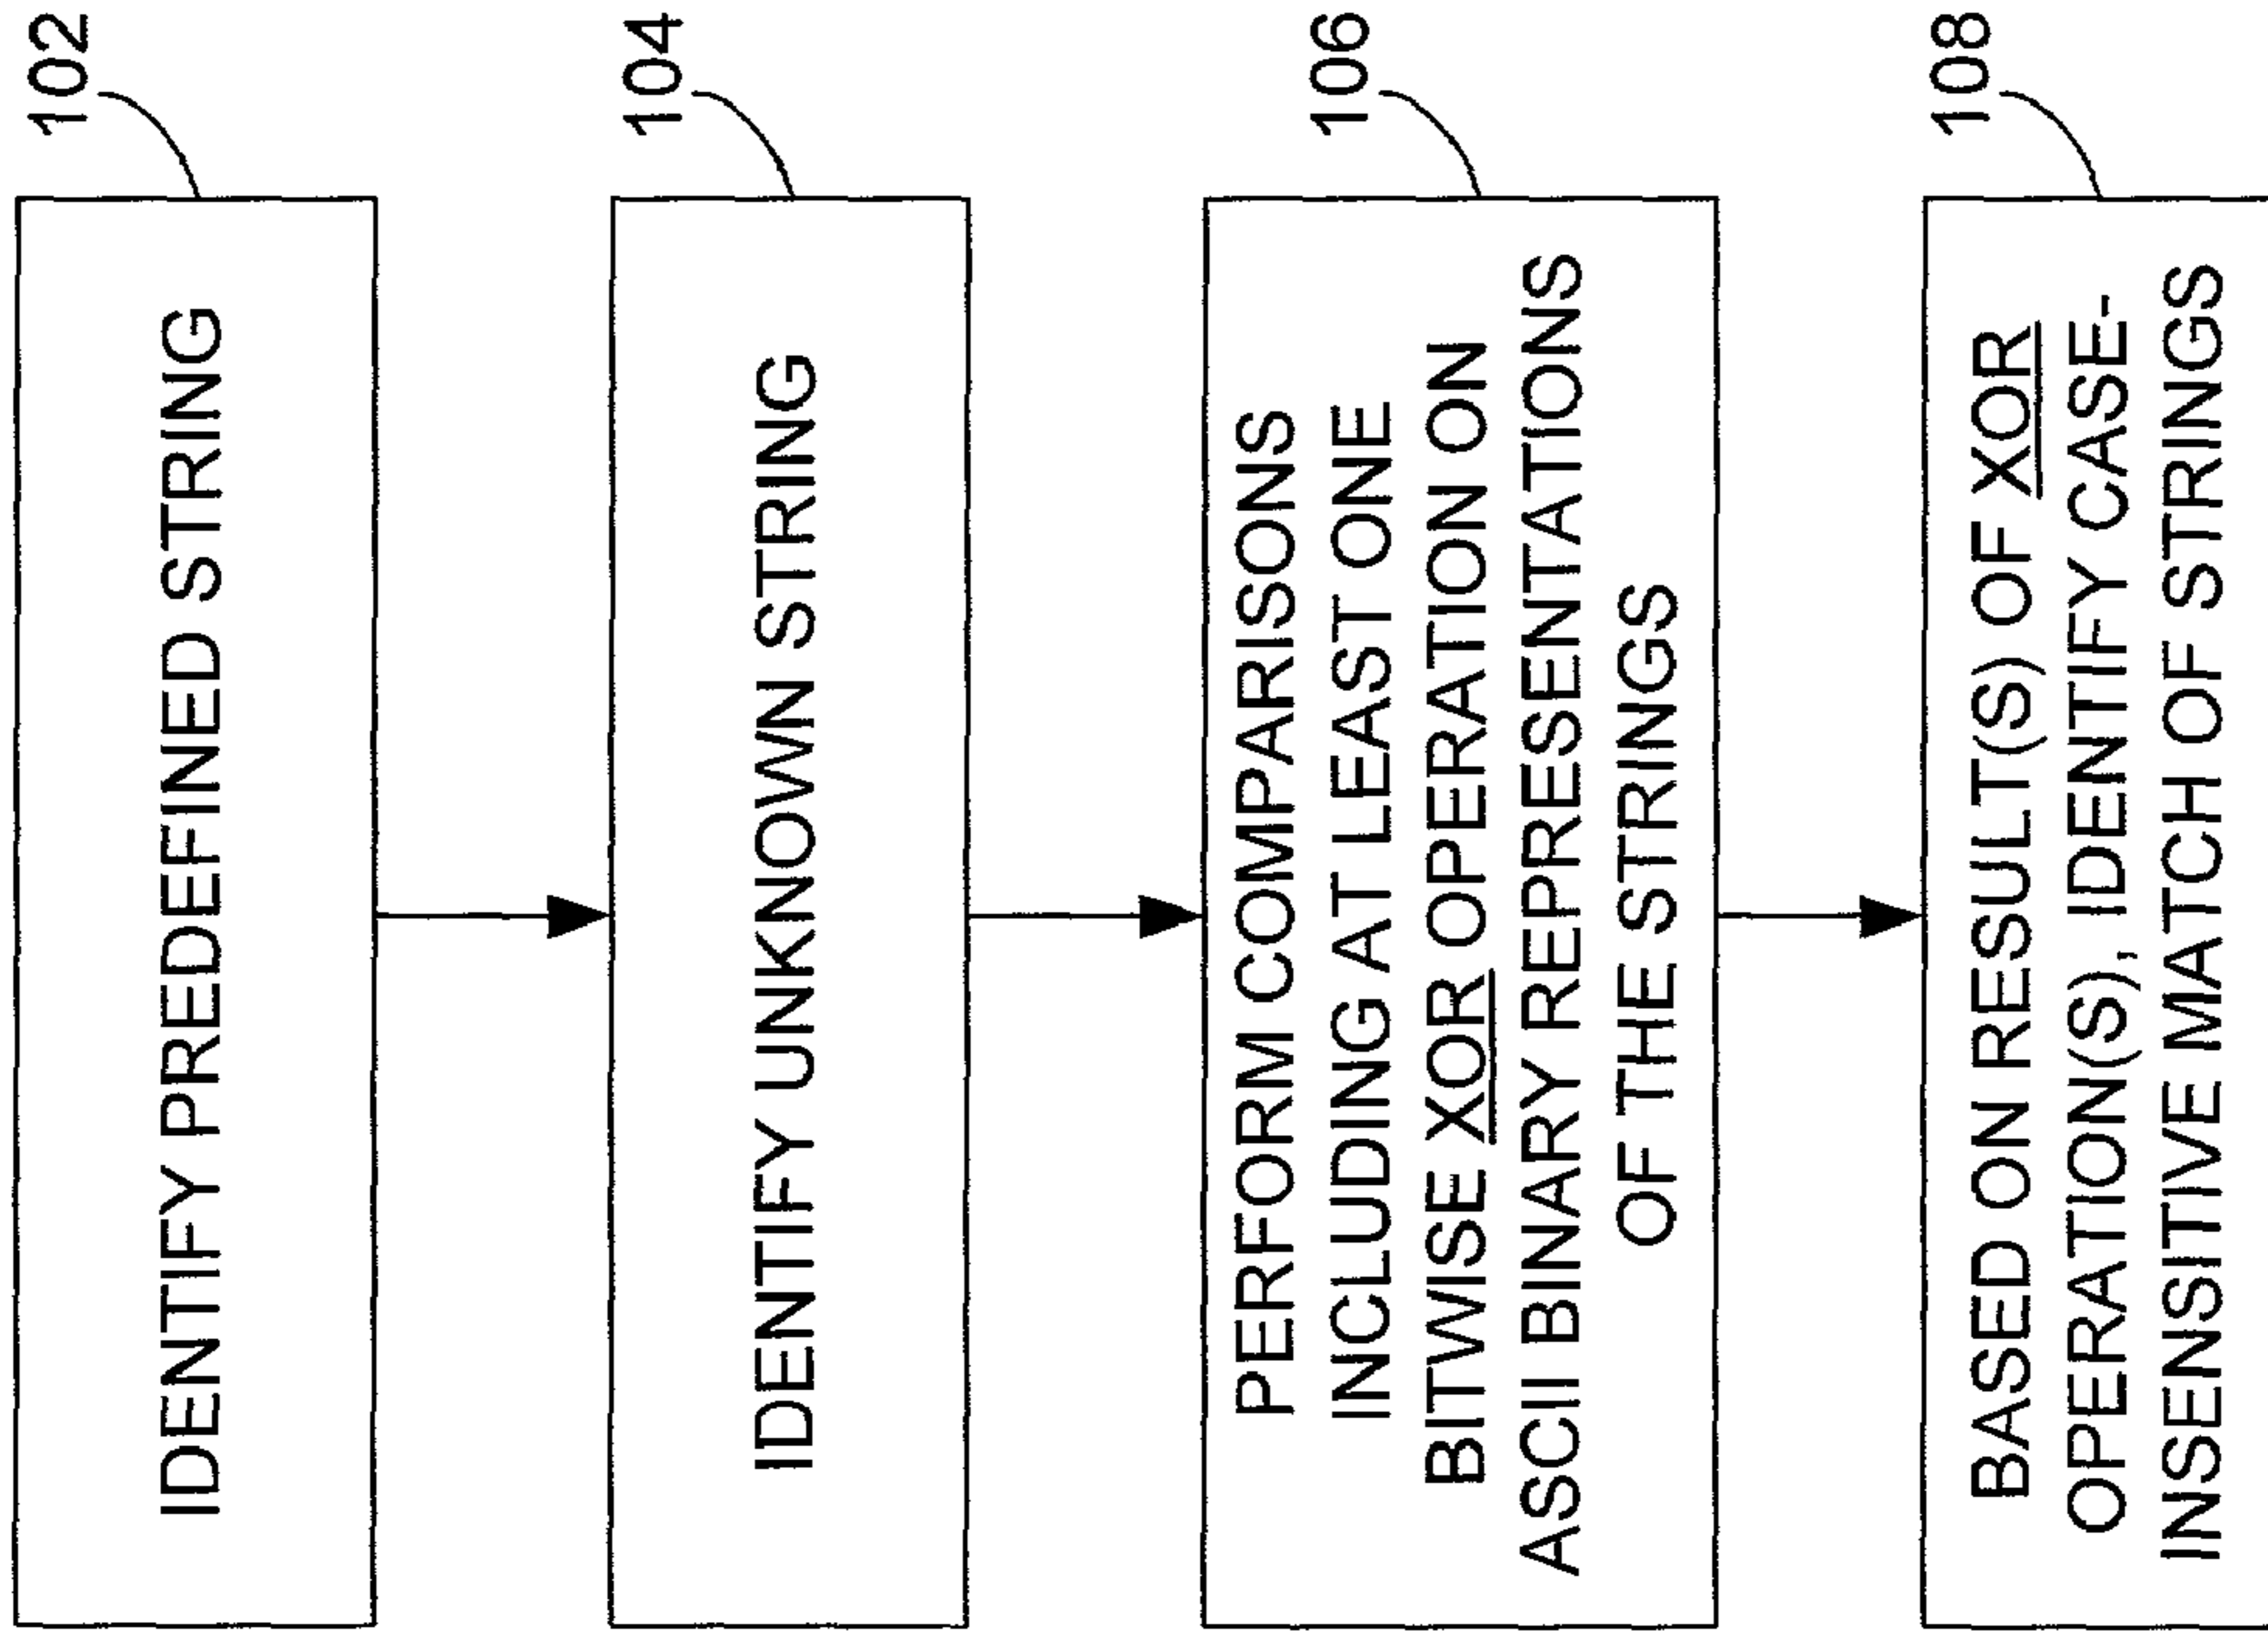 102
IDENTIFY PREDEFINED STRING
104
IDENTIFY UNKNOWN STRING
106
PERFORM COMPARISONS
INCLUDING AT LEAST ONE
BITWISE XOR OPERATION ON
ASCII BINARY REPRESENTATIONS
OF THE STRINGS
108
BASED ON RESULT(S) OF XOR
OPERATION(S), IDENTIFY CASE-
INSENSITIVE MATCH OF STRINGS